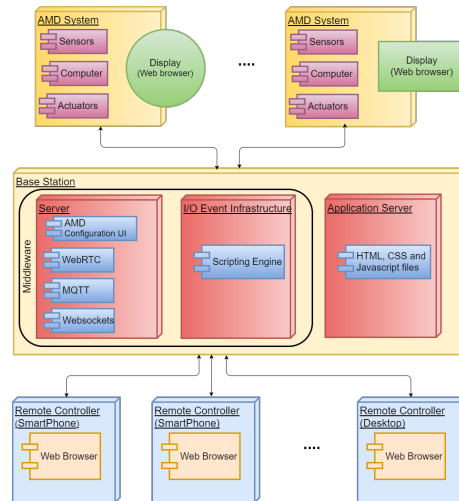 AMD System
Sensors
Computer
Actuators
Display
(Web browser)
....
AMD System
Sensors
Computer
Actuators
Display
(Web browser)
Base Station
Middleware
Server
AMD
Configuration UI
WebRTC
MQTT
Websockets
I/O Event Infrastructure
Scripting Engine
Application Server
HTML, CSS and
Javascript files
Remote Controller
(SmartPhone)
Web Browser
Remote Controller
(SmartPhone)
Web Browser
....
Remote Controller
(Desktop)
Web Browser